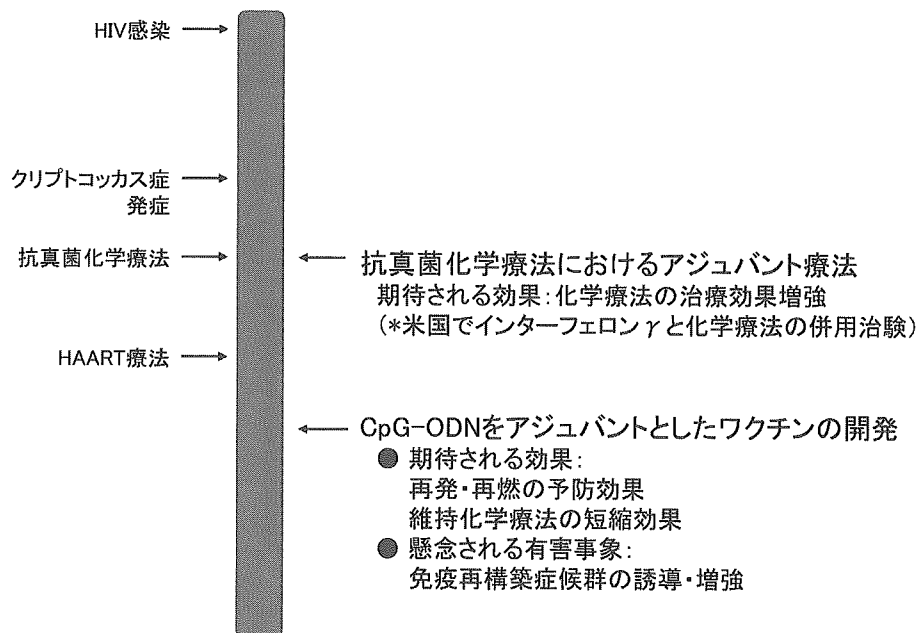 HIV感染
クリプトコッカス症
発症
抗真菌化学療法
HAART療法
抗真菌化学療法におけるアジュバント療法
期待される効果:化学療法の治療効果増強
(*米国でインターフェロンγと化学療法の併用治験)
CpG-ODNをアジュバントとしたワクチンの開発
● 期待される効果:
再発・再燃の予防効果
維持化学療法の短縮効果
● 懸念される有害事象:
免疫再構築症候群の誘導・増強